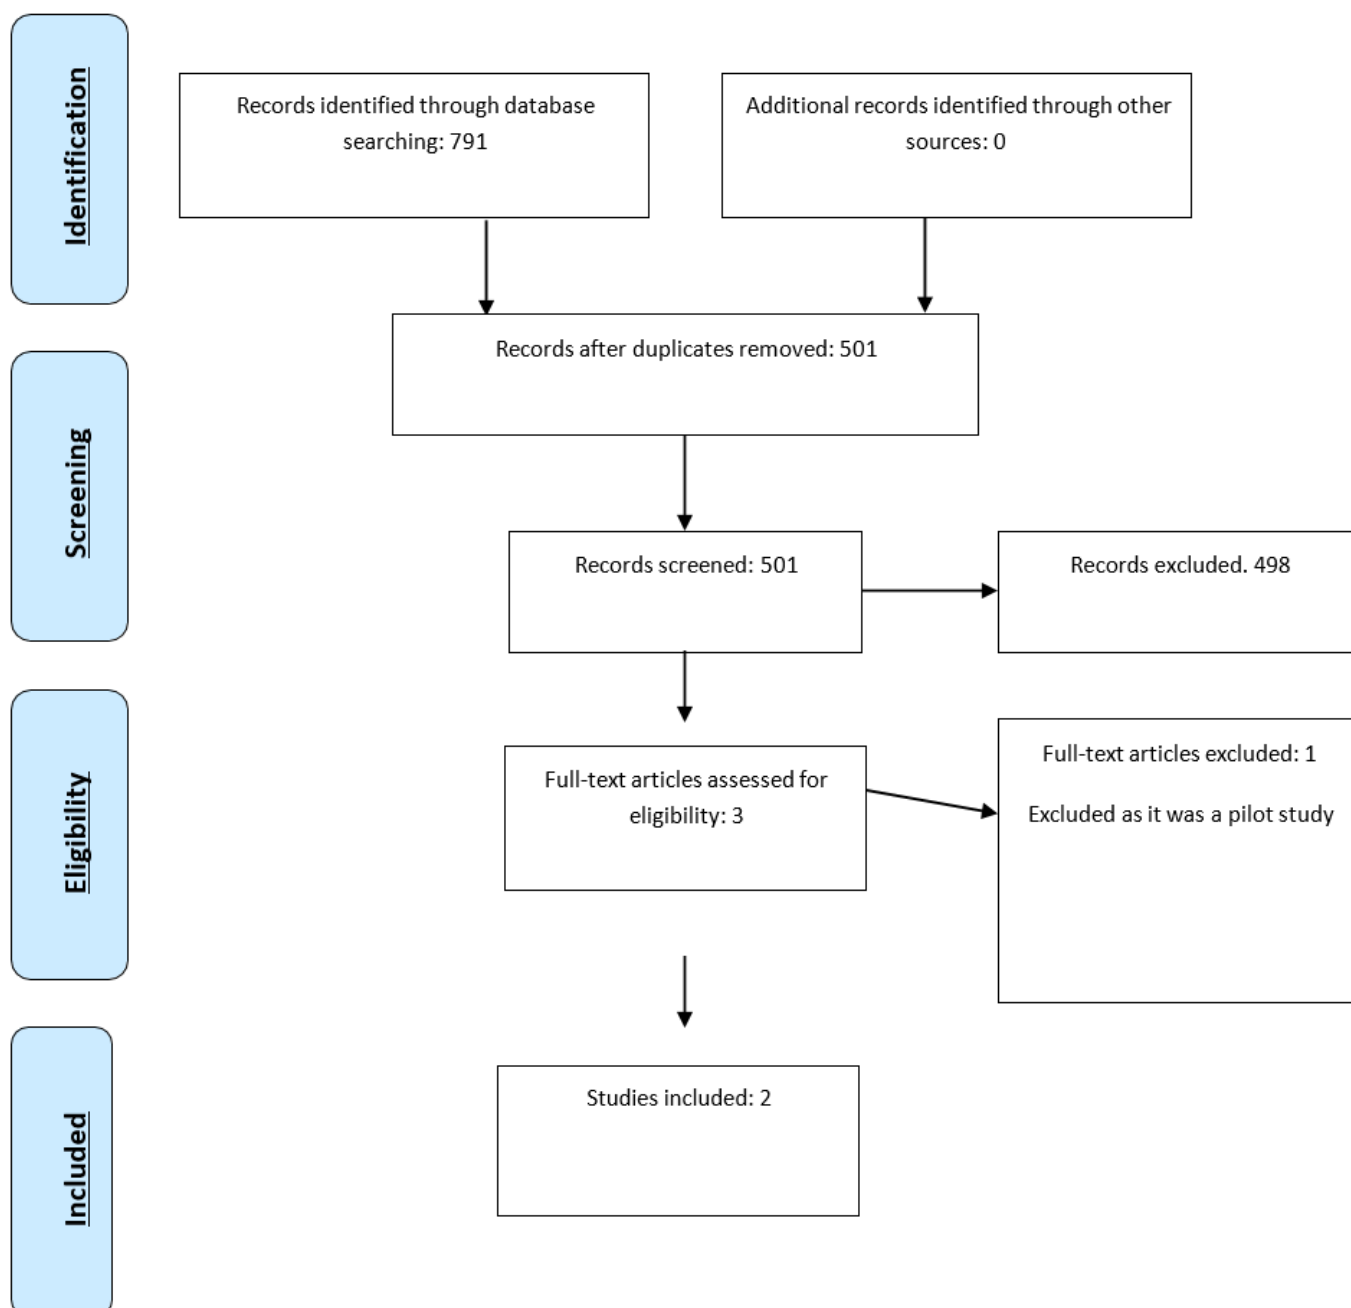 Identification
Records identified through database
searching: 791
Additional records identified through other
sources: 0
Records after duplicates removed: 501
Screening
Records screened: 501
Records excluded. 498
Eligibility
Full-text articles assessed for
eligibility: 3
Full-text articles excluded: 1
Excluded as it was a pilot study
Included
Studies included: 2